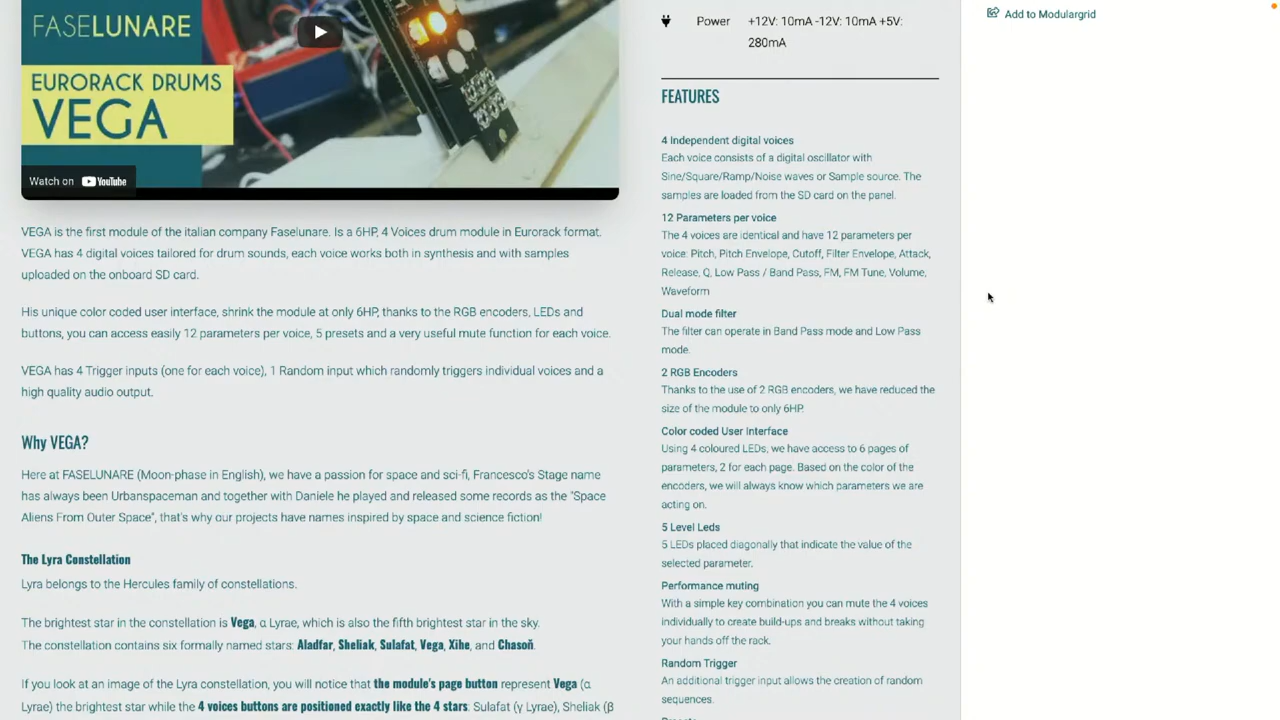 FASELUNARE
EURORACK DRUMS
VEGA
Watch on YouTube
VEGA is the first module of the italian company Faselunare. Is a 6HP, 4 Voices drum module in Eurorack format.
VEGA has 4 digital voices tailored for drum sounds, each voice works both in synthesis and with samples
uploaded on the onboard SD card.
His unique color coded user interface, shrink the module at only 6HP, thanks to the RGB encoders, LEDs and
buttons, you can access easily 12 parameters per voice, 5 presets and a very useful mute function for each voice.
VEGA has 4 Trigger inputs (one for each voice), 1 Random input which randomly triggers individual voices and a
high quality audio output.
Why VEGA?
Here at FASELUNARE (Moon-phase in English), we have a passion for space and sci-fi, Francesco's Stage name
has always been Urbanspaceman and together with Daniele he played and released some records as the "Space
Aliens From Outer Space", that's why our projects have names inspired by space and science fiction!
The Lyra Constellation
Lyra belongs to the Hercules family of constellations.
The brightest star in the constellation is Vega, α Lyrae, which is also the fifth brightest star in the sky.
The constellation contains six formally named stars: Aladfar, Sheliak, Sulafat, Vega, Xihe, and Chasoň.
If you look at an image of the Lyra constellation, you will notice that the module's page button represent Vega (α
Lyrae) the brightest star while the 4 voices buttons are positioned exactly like the 4 stars: Sulafat (γ Lyrae), Sheliak (β
Power +12V: 10mA -12V: 10mA +5V:
280mA
FEATURES
4 Independent digital voices
Each voice consists of a digital oscillator with
Sine/Square/Ramp/Noise waves or Sample source. The
samples are loaded from the SD card on the panel.
12 Parameters per voice
The 4 voices are identical and have 12 parameters per
voice: Pitch, Pitch Envelope, Cutoff, Filter Envelope, Attack,
Release, Q, Low Pass / Band Pass, FM, FM Tune, Volume,
Waveform
Dual mode filter
The filter can operate in Band Pass mode and Low Pass
mode.
2 RGB Encoders
Thanks to the use of 2 RGB encoders, we have reduced the
size of the module to only 6HP.
Color coded User Interface
Using 4 coloured LEDs, we have access to 6 pages of
parameters, 2 for each page. Based on the color of the
encoders, we will always know which parameters we are
acting on.
5 Level Leds
5 LEDs placed diagonally that indicate the value of the
selected parameter.
Performance muting
With a simple key combination you can mute the 4 voices
individually to create build-ups and breaks without taking
your hands off the rack.
Random Trigger
An additional trigger input allows the creation of random
sequences.
Add to Modulargrid